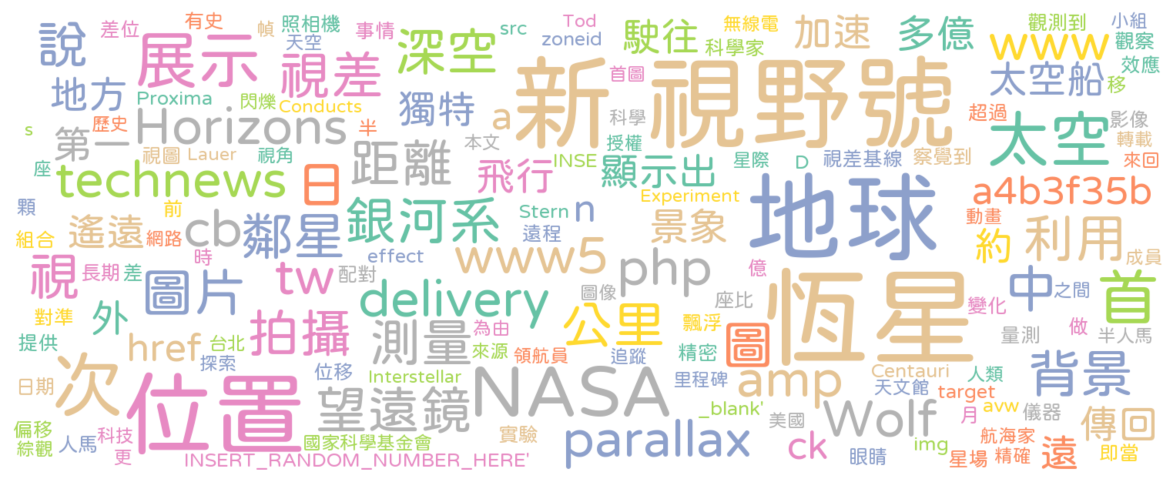 說 差位 有史 幀 照相機 天空 事情 深空 src Tod zoneid 駛往 無線電 科學家 加速 多億 www 觀測到 小組 觀察 效應
地方 展示 視差 Proxima 閃爍 Conducts 獨特 a 新視野號 首圖 太空船 移
s 第一 歷史 Horizons 半 本文 科學 授權 超過 太空 影像 轉載
座 視圖 Lauer 視角 距離 飛行 INSE 顯示出 星際 D 視差基線 察覺到 來回
technews 日 Experiment 地球 a4b3f35b
顆 前 cb 鄰星 銀河系 Stern n 遠程 景象 動畫
組合 遙遠 網路 effect www5 約 利用 成員
視 長期 差 時 tw 配對 php 億 恆星 中 之間 首
圖片 delivery 圖像 座比 變化
對準 外 公里 飄浮 做 量測 半人馬
提供 href 台北 拍攝 測量 為由 來源 領航員 追蹤 精密 圖
日期 次 探索 位移 Interstellar 里程碑 amp Centauri 人類 背景
位置 望遠鏡 NASA _blank' 天文館 target
偏移 人馬 科技 國家科學基金會 實驗 parallax 美國 Wolf 月 avw 儀器 傳回
綜觀 更 INSERT_RANDOM_NUMBER_HERE' ck 眼睛 img 星場 航海家 精確 遠 即當